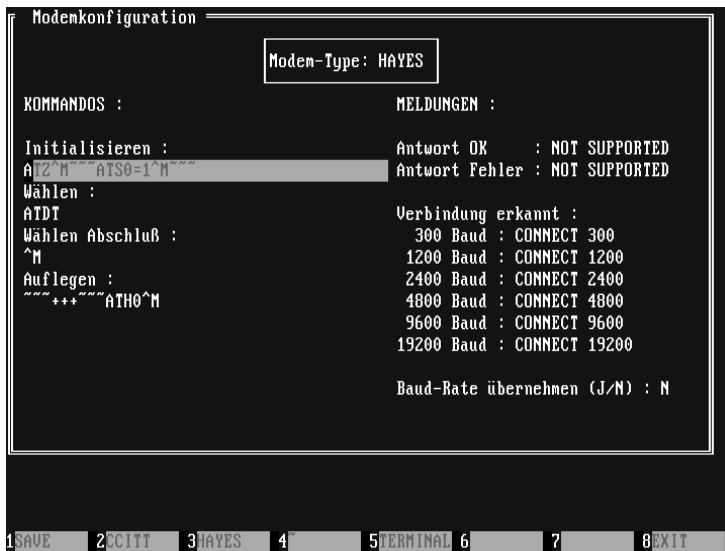 Modemkonfiguration
Modem-Type: HAYES
KOMMANDOS :
Initialisieren :
ATZ^M~~~ATS0=1^M~~~
Wählen :
ATDT
Wählen Abschluß :
^M
Auflegen :
~~~+++~~~ATH0^M
MELDUNGEN :
Antwort OK : NOT SUPPORTED
Antwort Fehler : NOT SUPPORTED
Verbindung erkannt :
300 Baud : CONNECT 300
1200 Baud : CONNECT 1200
2400 Baud : CONNECT 2400
4800 Baud : CONNECT 4800
9600 Baud : CONNECT 9600
19200 Baud : CONNECT 19200
Baud-Rate übernehmen (J/N) : N
1SAVE 2CCITT 3HAYES 4~ 5TERMINAL 6 7 8EXIT